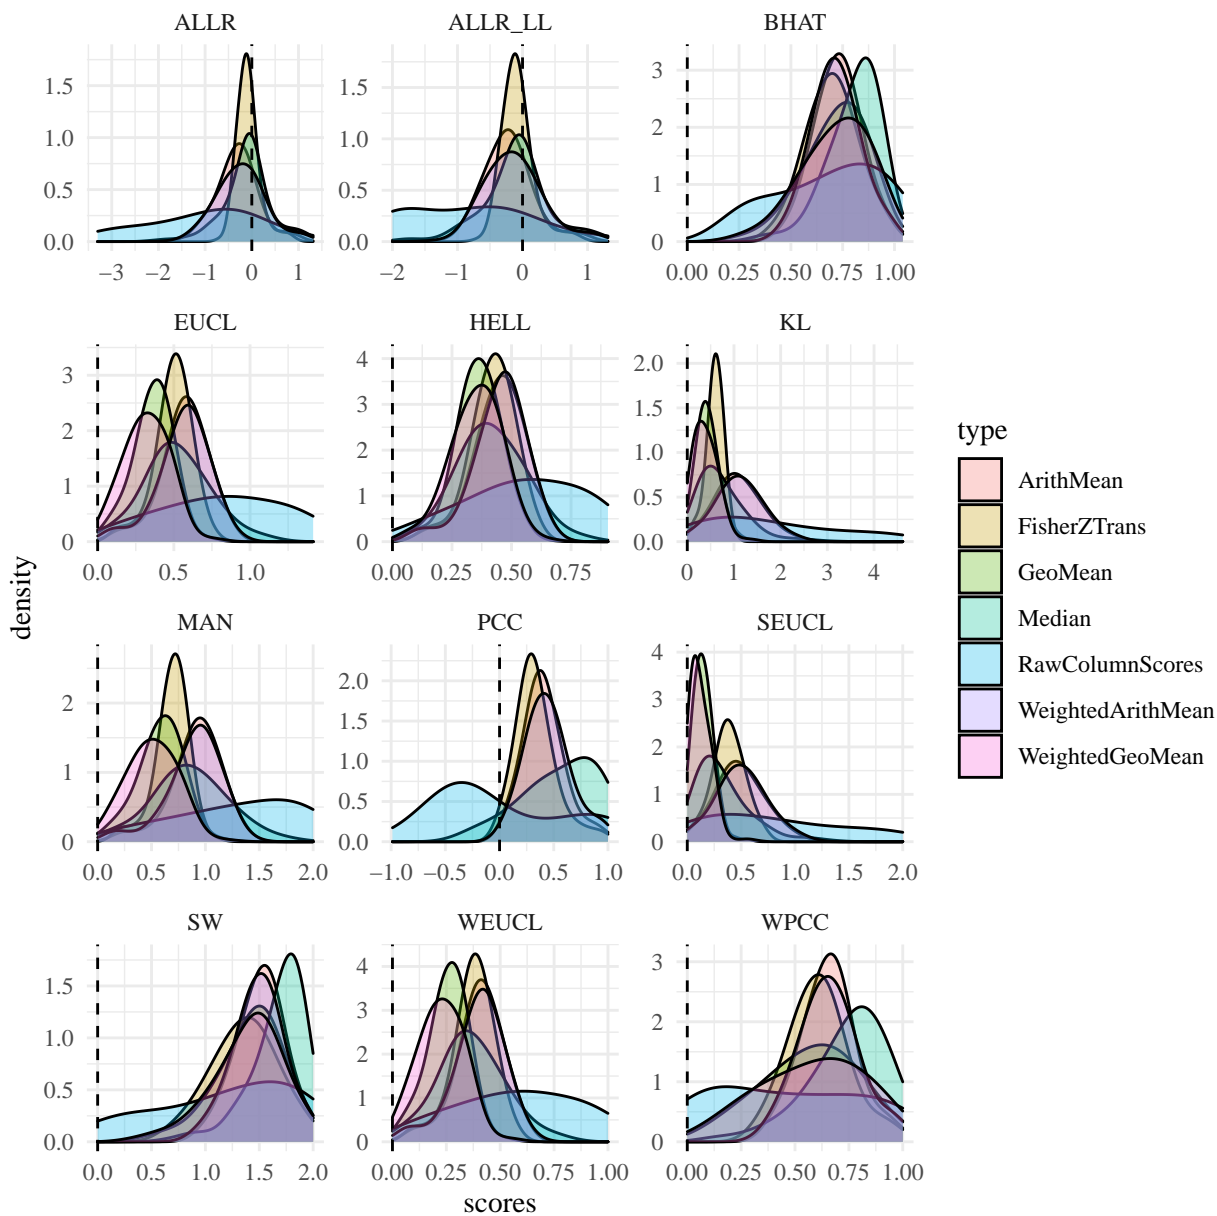 ALLR
ALLR_LL
BHAT
0.0 0.5 1.0 1.5
−3 −2 −1 0 1
0.0 0.5 1.0 1.5
−2 −1 0 1
0 1 2 3
0.00 0.25 0.50 0.75 1.00
EUCL
HELL
KL
0 1 2 3
0.0 0.5 1.0
0 1 2 3 4
0.00 0.25 0.50 0.75
0.0 0.5 1.0 1.5 2.0
0 1 2 3 4
MAN
PCC
SEUCL
0 1 2
0.0 0.5 1.0 1.5 2.0
0.0 0.5 1.0 1.5 2.0
−1.0 −0.5 0.0 0.5 1.0
0 1 2 3 4
0.0 0.5 1.0 1.5 2.0
SW
WEUCL
WPCC
0.0 0.5 1.0 1.5
0.0 0.5 1.0 1.5 2.0
0 1 2 3 4
0.00 0.25 0.50 0.75 1.00
0 1 2 3
0.00 0.25 0.50 0.75 1.00
density
scores
type
ArithMean
FisherZTrans
GeoMean
Median
RawColumnScores
WeightedArithMean
WeightedGeoMean